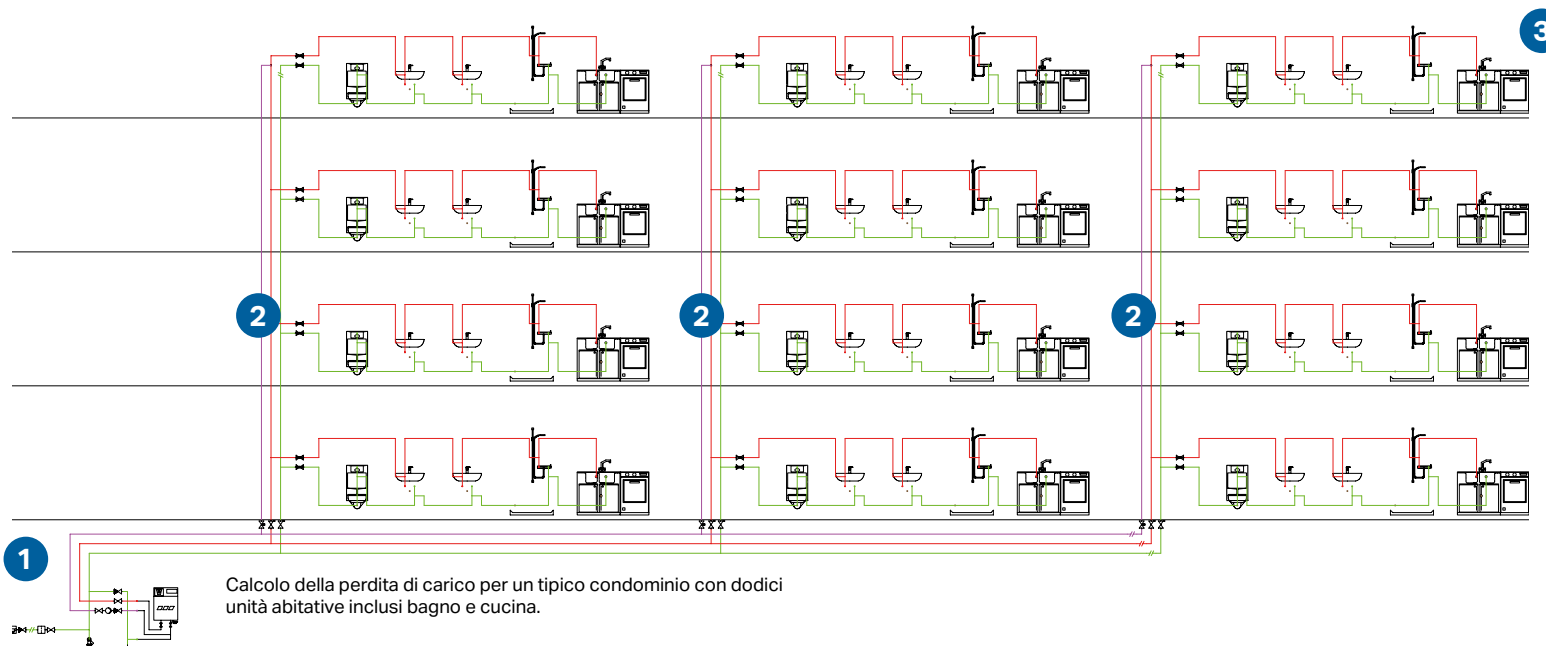 3
2
2
2
1
Calcolo della perdita di carico per un tipico condominio con dodici
unità abitative inclusi bagno e cucina.